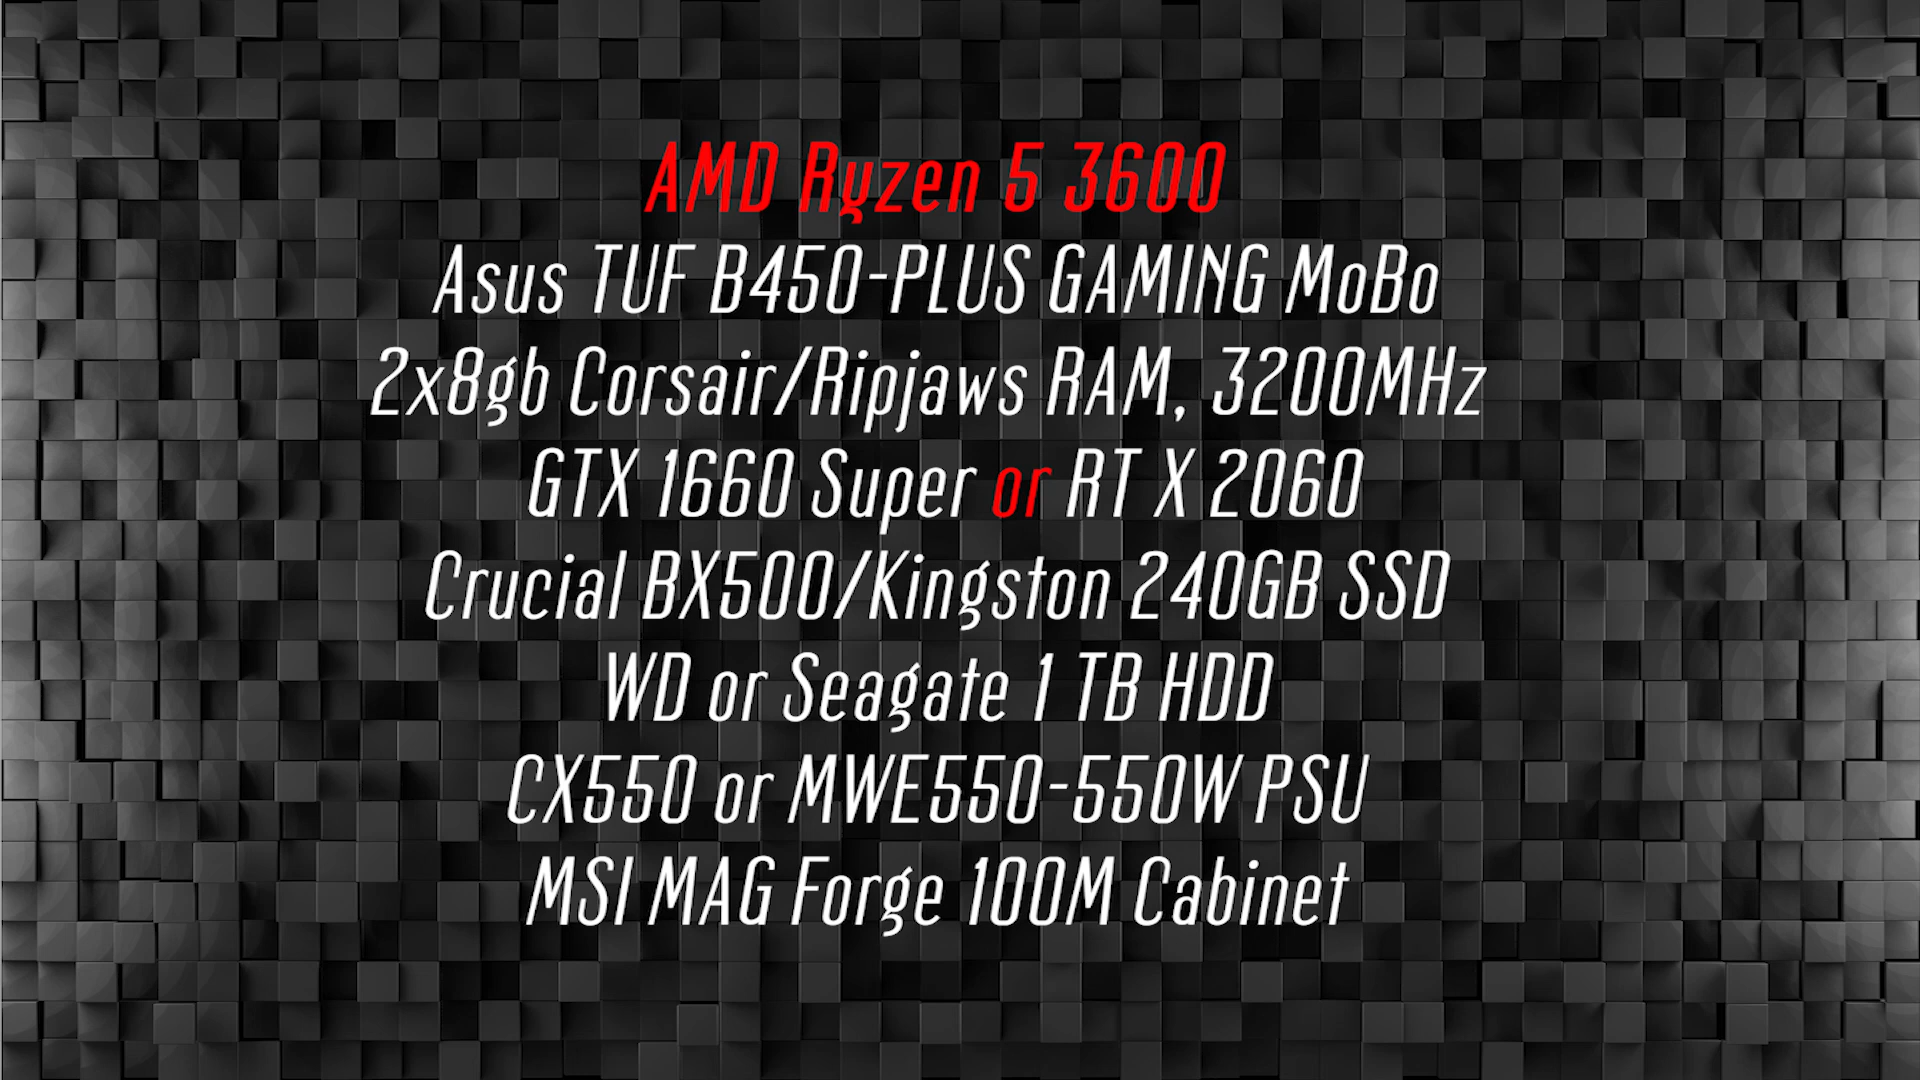 AMD Ryzen 5 3600
Asus TUF B450-PLUS GAMING MoBo
2x8gb Corsair/Ripjaws RAM, 3200MHz
GTX 1660 Super or RT X 2060
Crucial BX500/Kingston 240GB SSD
WD or Seagate 1 TB HDD
CX550 or MWE550-550W PSU
MSI MAG Forge 100M Cabinet